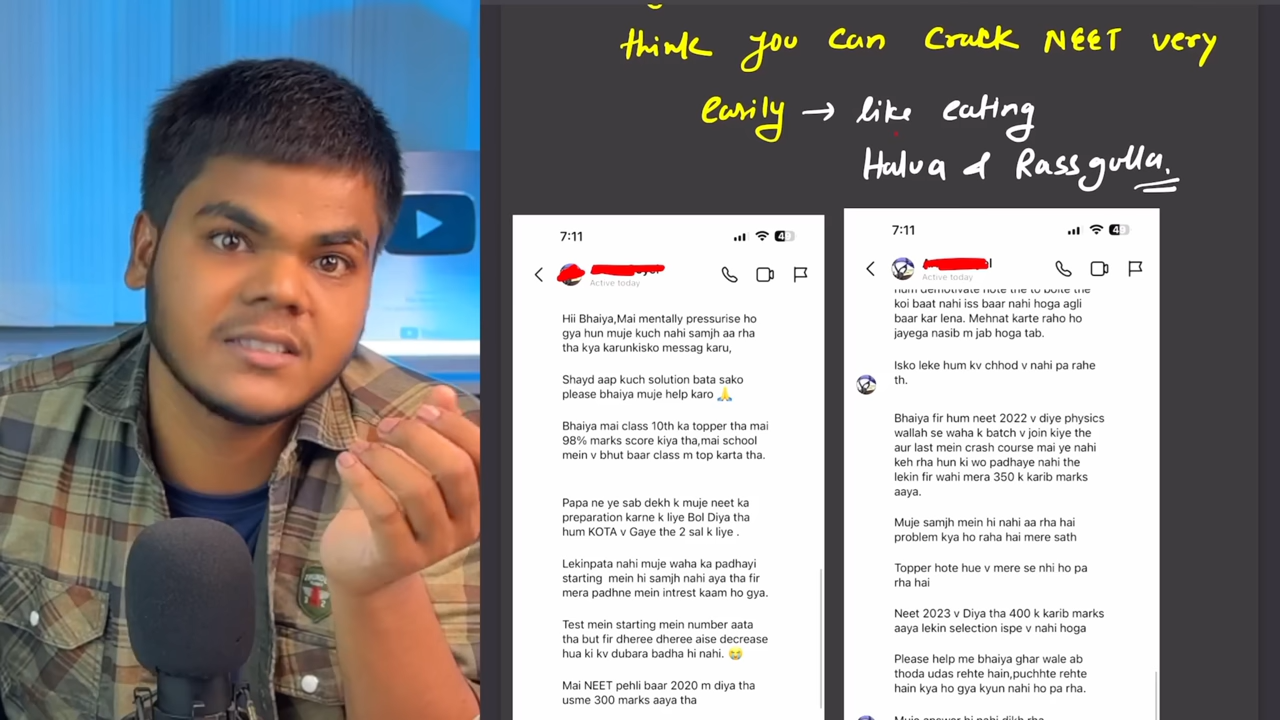 think you can crack NEET very
easily → like eating
Halua & Rassgulla.
7:11
Active today
Hii Bhaiya,Mai mentally pressurise ho
gya hun muje kuch nahi samjh aa rha
tha kya karunkisko messag karu,
Shayd aap kuch solution bata sako
please bhaiya muje help karo 🙏
Bhaiya mai class 10th ka topper tha mai
98% marks score kiya tha,mai school
mein v bhut baar class m top karta tha.
Papa ne ye sab dekh k muje neet ka
preparation karne k liye Bol Diya tha
hum KOTA v Gaye the 2 sal k liye .
Lekinpata nahi muje waha ka padhayi
starting mein hi samjh nahi aya tha fir
mera padhne mein intrest kaam ho gya.
Test mein starting mein number aata
tha but fir dheree dheree aise decrease
hua ki kv dubara badha hi nahi. 😂
Mai NEET pehli baar 2020 m diya tha
usme 300 marks aaya tha
7:11
Active today
hum demotivate hote the to bolte the
koi baat nahi iss baar nahi hoga agli
baar kar lena. Mehnat karte raho ho
jayega nasib m jab hoga tab.
Isko leke hum kv chhod v nahi pa rahe
th.
Bhaiya fir hum neet 2022 v diye physics
wallah se waha k batch v join kiye the
aur last mein crash course mai ye nahi
keh rha hun ki wo padhaye nahi the
lekin fir wahi mera 350 k karib marks
aaya.
Muje samjh mein hi nahi aa rha hai
problem kya ho raha hai mere sath
Topper hote hue v mere se nhi ho pa
rha hai
Neet 2023 v Diya tha 400 k karib marks
aaya lekin selection ispe v nahi hoga
Please help me bhaiya ghar wale ab
thoda udas rehte hain,puchhte rehte
hain kya ho gya kyun nahi ho pa rha.
Muje answer hi nahi dikh rha